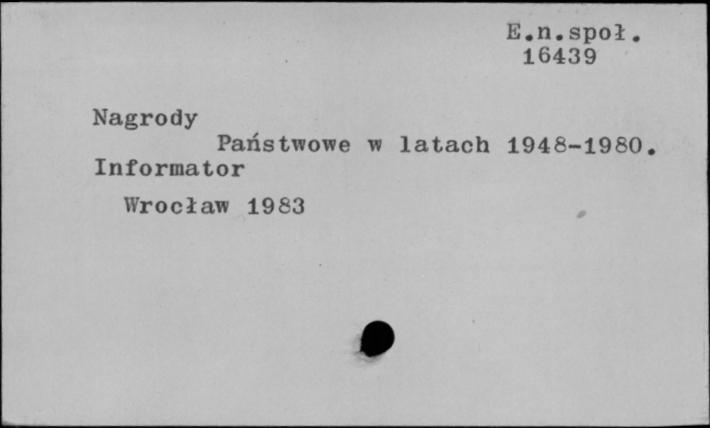 E.n.społ.
16439
Nagrody
Państwowe w latach 1948-1980.
Informator
Wrocław 1983